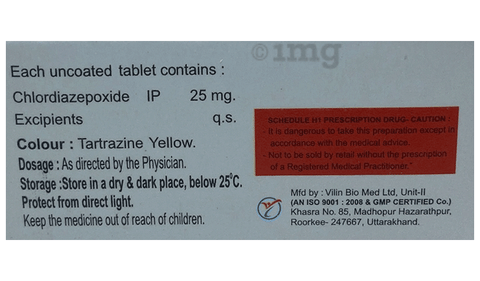 ©1mg
Each uncoated tablet contains :
Chlordiazepoxide IP 25 mg.
Excipients q.s.
Colour : Tartrazine Yellow.
Dosage : As directed by the Physician.
Storage : Store in a dry & dark place, below 25°C.
Protect from direct light.
Keep the medicine out of reach of children.
SCHEDULE H1 PRESCRIPTION DRUG- CAUTION :
- It is dangerous to take this preparation except in
accordance with the medical advice.
- Not to be sold by retail without the prescription
of a Registered Medical Practitioner."
Mfd by : Vilin Bio Med Ltd, Unit-II
(AN ISO 9001 : 2008 & GMP CERTIFIED Co.)
Khasra No. 85, Madhopur Hazarathpur,
Roorkee- 247667, Uttarakhand.